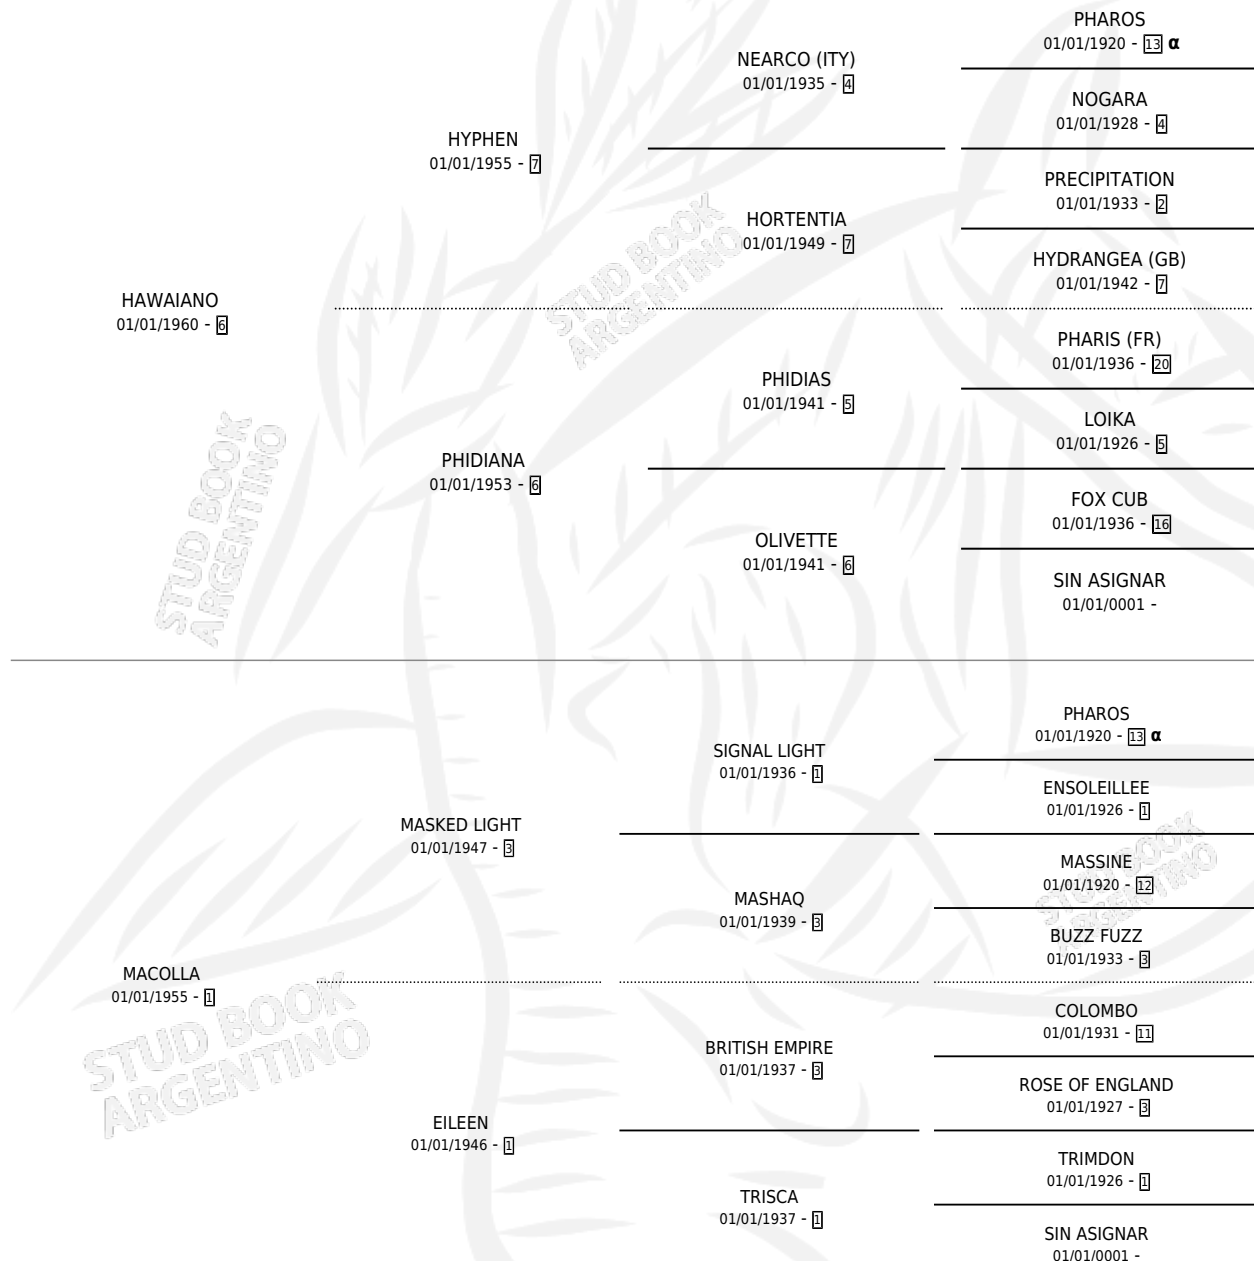 PHAROS
01/01/1920 - 13 α
NEARCO (ITY)
01/01/1935 - 4
NOGARA
01/01/1928 - 4
HYPHEN
01/01/1955 - 7
PRECIPITATION
01/01/1933 - 2
HORTENTIA
01/01/1949 - 7
HYDRANGEA (GB)
01/01/1942 - 7
HAWAIANO
01/01/1960 - 6
PHARIS (FR)
01/01/1936 - 20
PHIDIAS
01/01/1941 - 5
LOIKA
01/01/1926 - 5
PHIDIANA
01/01/1953 - 6
FOX CUB
01/01/1936 - 16
OLIVETTE
01/01/1941 - 6
SIN ASIGNAR
01/01/0001 -
STUD BOOK
ARGENTINO
STUD BOOK
ARGENTINO
PHAROS
01/01/1920 - 13 α
SIGNAL LIGHT
01/01/1936 - 1
ENSOLEILLEE
01/01/1926 - 1
MASKED LIGHT
01/01/1947 - 3
MASSINE
01/01/1920 - 12
MASHAQ
01/01/1939 - 3
BUZZ FUZZ
01/01/1933 - 3
MACOLLA
01/01/1955 - 1
COLOMBO
01/01/1931 - 11
BRITISH EMPIRE
01/01/1937 - 3
ROSE OF ENGLAND
01/01/1927 - 3
EILEEN
01/01/1946 - 1
TRIMDON
01/01/1926 - 1
TRISCA
01/01/1937 - 1
SIN ASIGNAR
01/01/0001 -
STUD BOOK
ARGENTINO
STUD BOOK
ARGENTINO